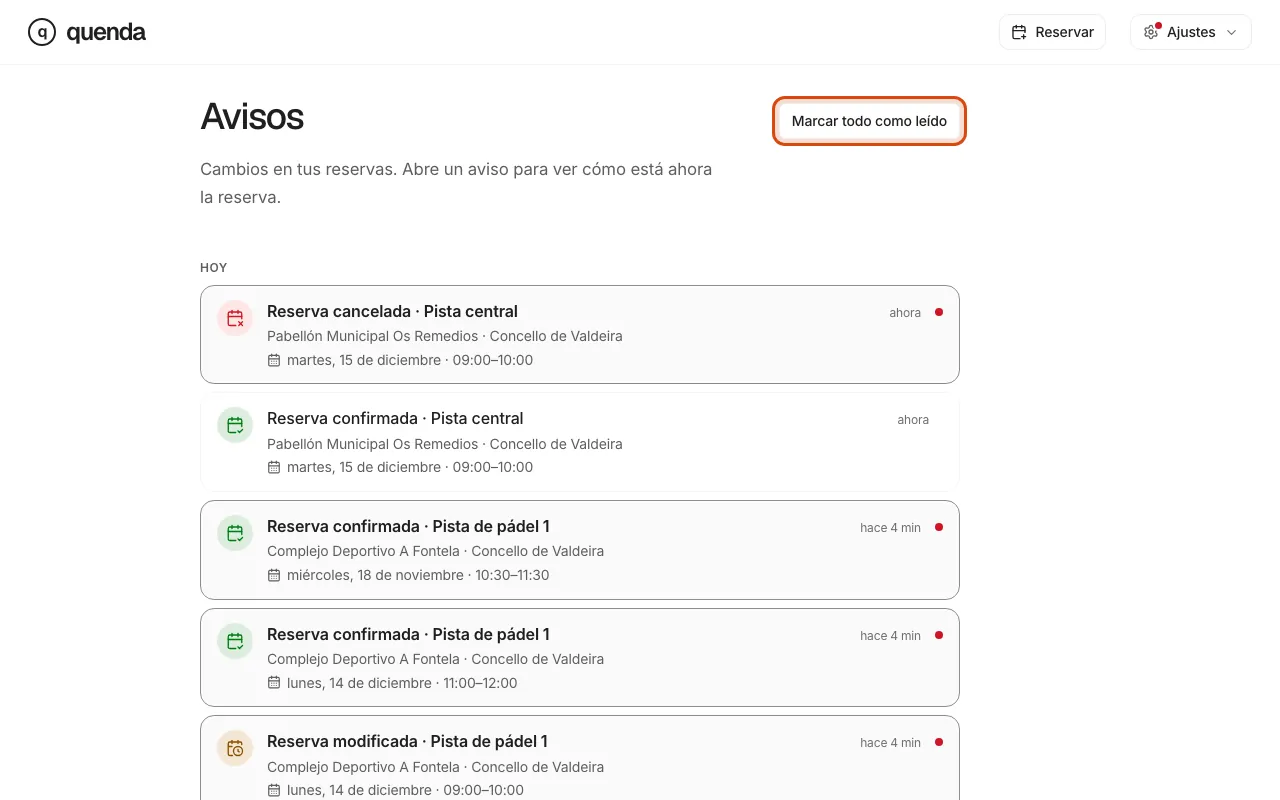 q quenda
Reservar
Ajustes
Avisos
Marcar todo como leído
Cambios en tus reservas. Abre un aviso para ver cómo está ahora
la reserva.
HOY
Reserva cancelada · Pista central
ahora
Pabellón Municipal Os Remedios · Concello de Valdeira
martes, 15 de diciembre · 09:00–10:00
Reserva confirmada · Pista central
ahora
Pabellón Municipal Os Remedios · Concello de Valdeira
martes, 15 de diciembre · 09:00–10:00
Reserva confirmada · Pista de pádel 1
hace 4 min
Complejo Deportivo A Fontela · Concello de Valdeira
miércoles, 18 de noviembre · 10:30–11:30
Reserva confirmada · Pista de pádel 1
hace 4 min
Complejo Deportivo A Fontela · Concello de Valdeira
lunes, 14 de diciembre · 11:00–12:00
Reserva modificada · Pista de pádel 1
hace 4 min
Complejo Deportivo A Fontela · Concello de Valdeira
lunes, 14 de diciembre · 09:00–10:00